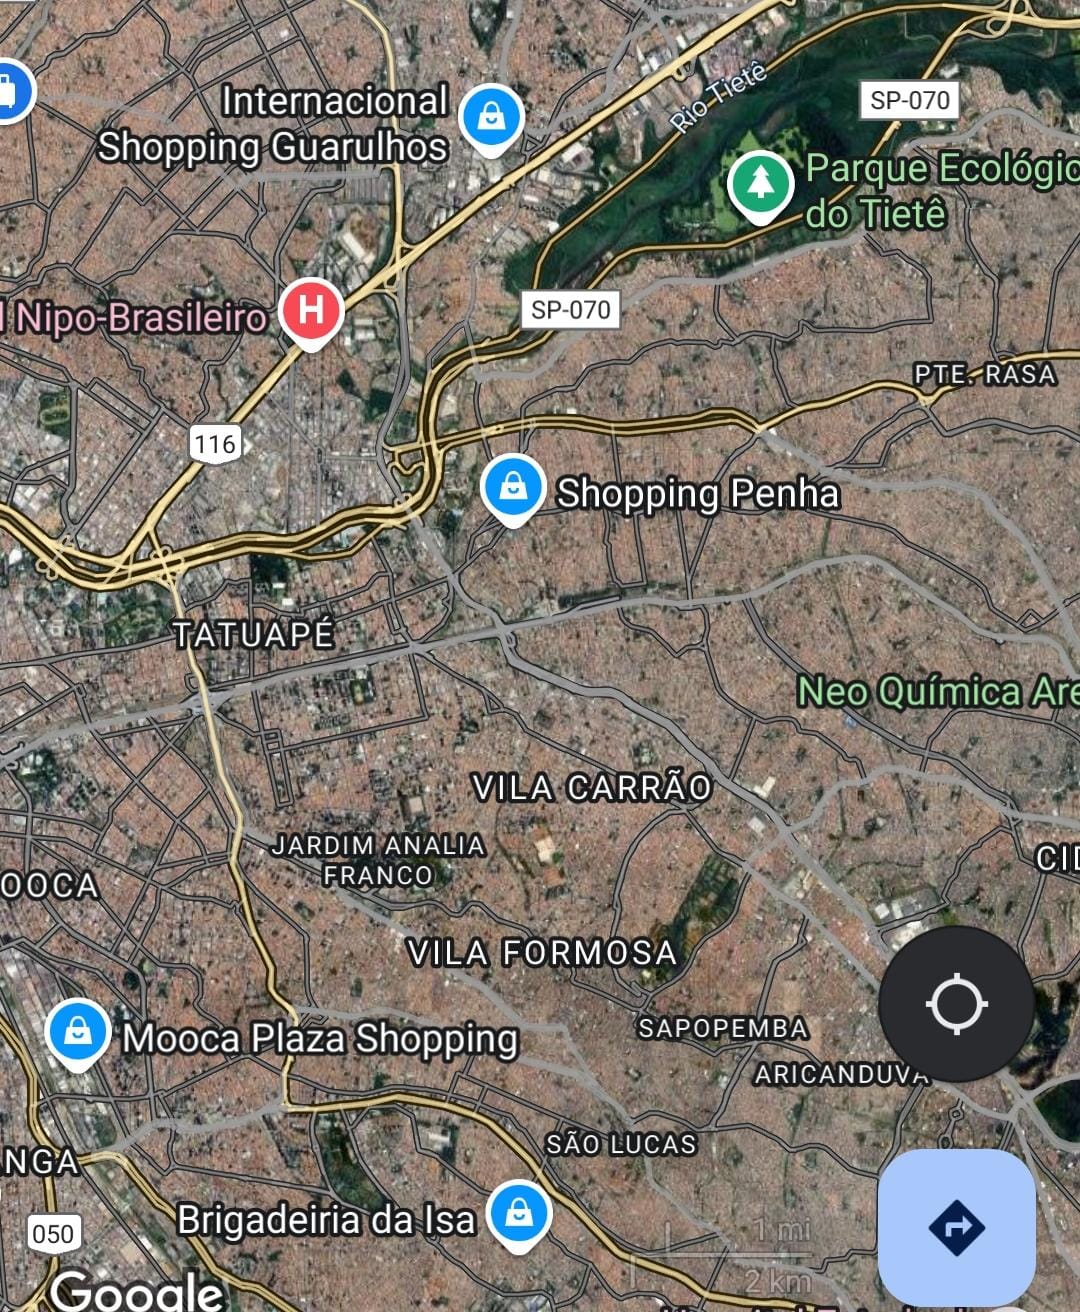 Internacional
Shopping Guarulhos
Rio Tietê
SP-070
Parque Ecológic
do Tietê
l Nipo-Brasileiro
H
SP-070
PTE. RASA
116
Shopping Penha
TATUAPÉ
Neo Química Are
VILA CARRÃO
JARDIM ANALIA
FRANCO
OOCA
CID
VILA FORMOSA
SAPOPEMBA
Mooca Plaza Shopping
ARICANDUVA
SÃO LUCAS
NGA
Brigadeiria da Isa
050
1 mi
2 km
Google